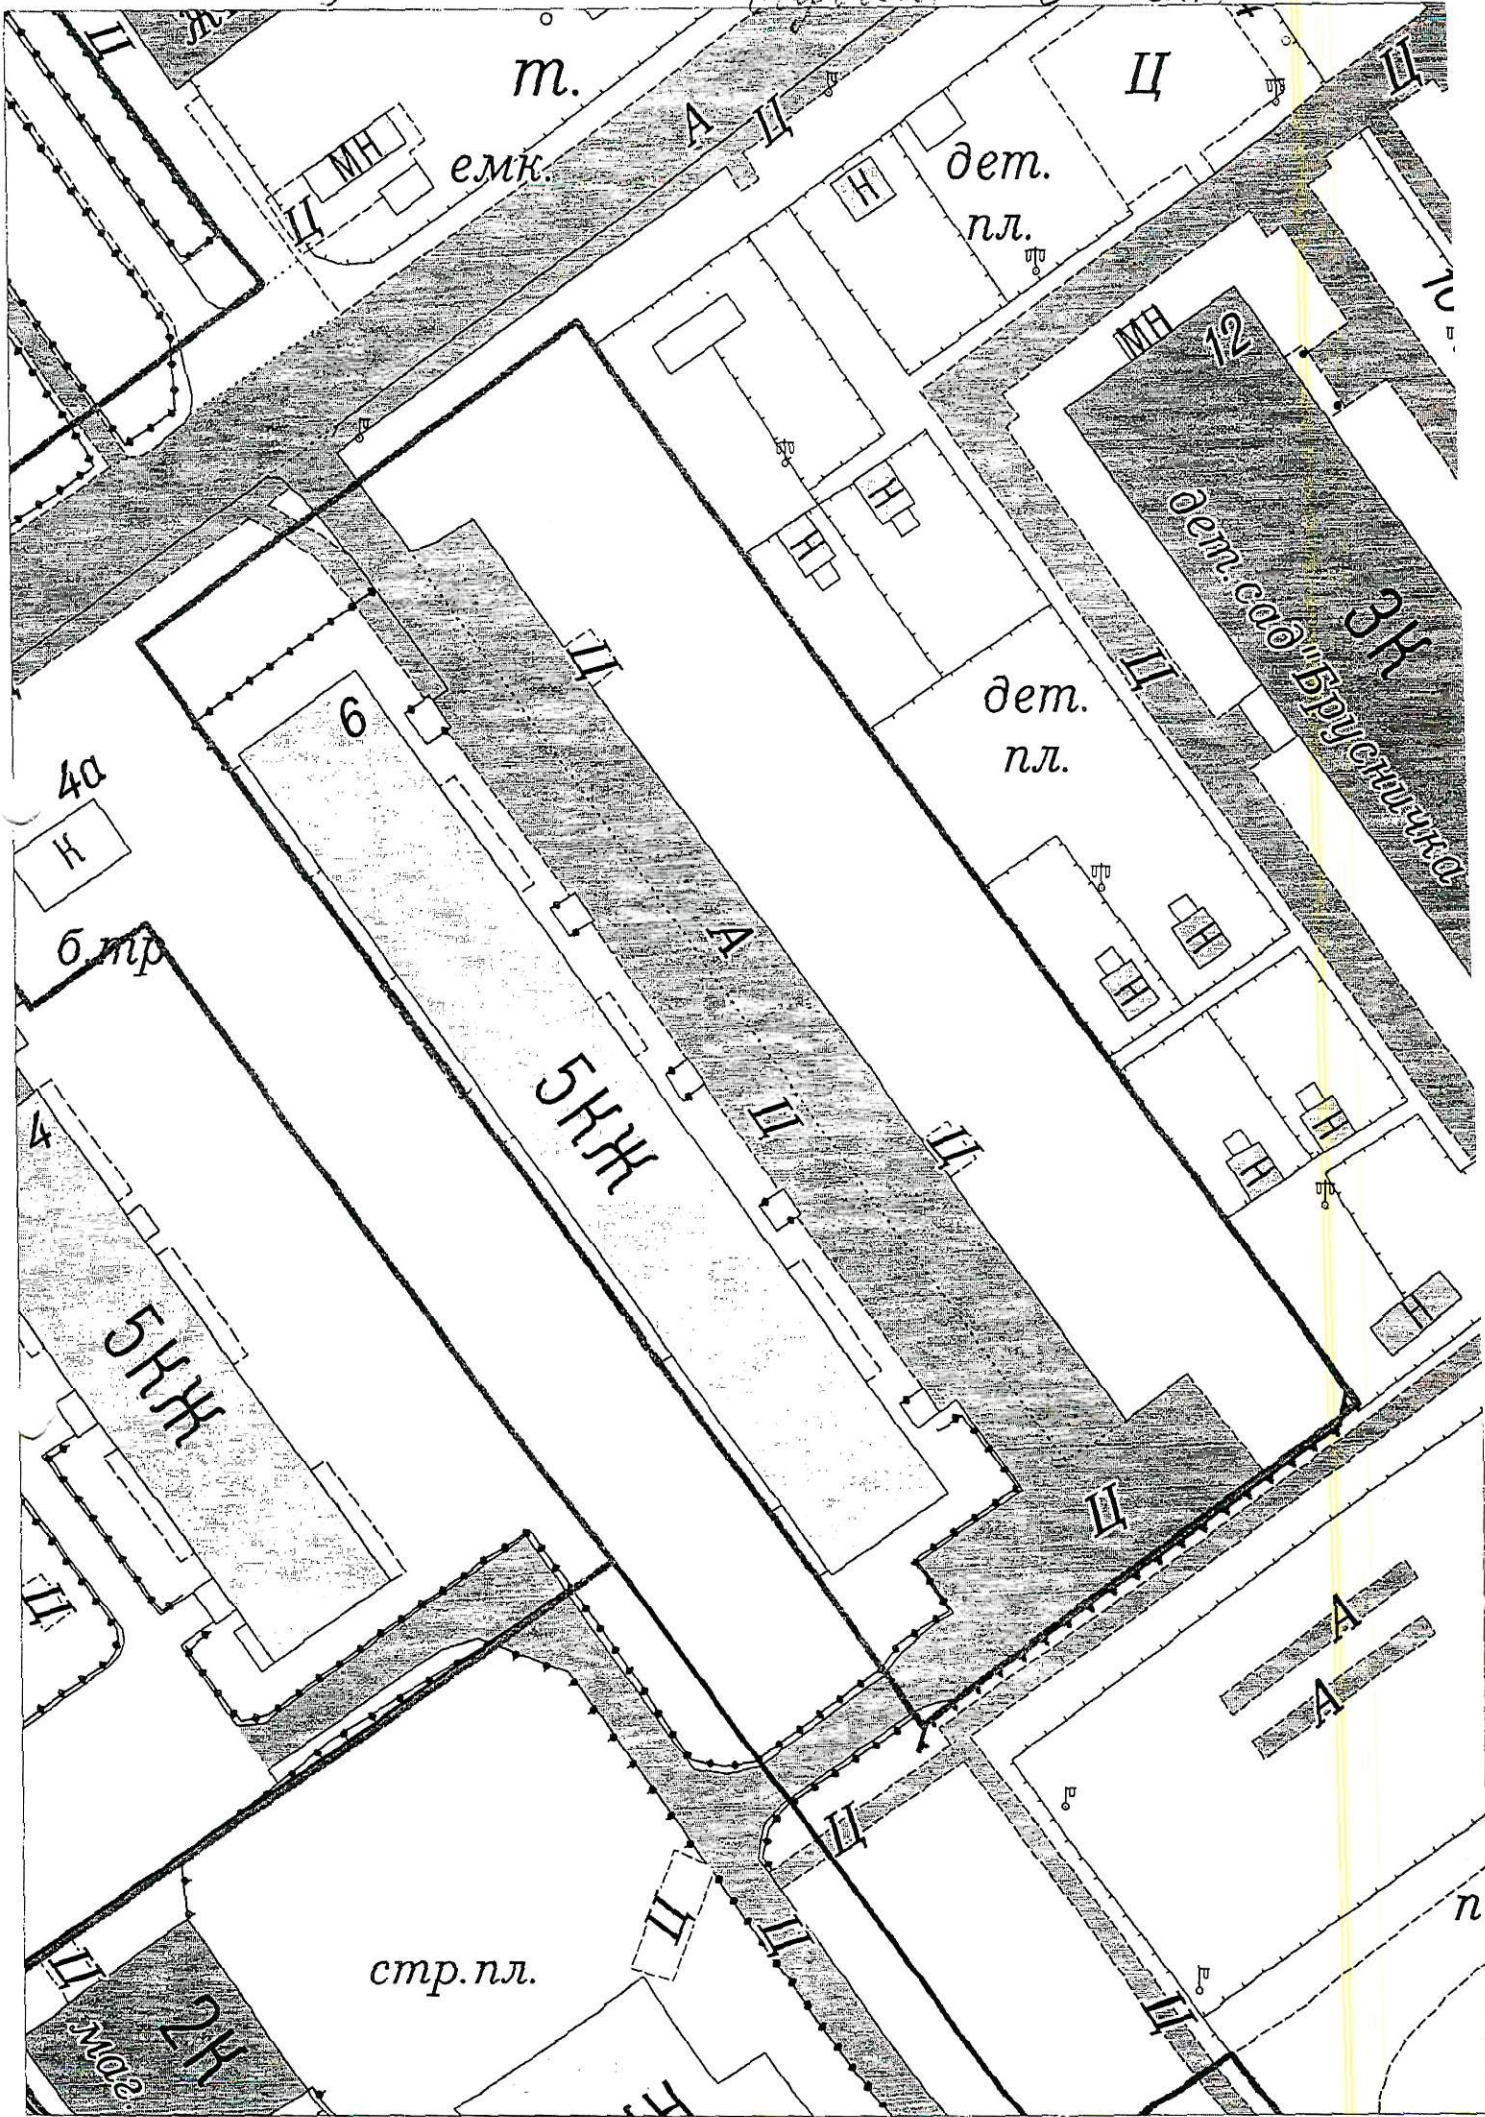 Ц
Ж
т.
Ц
Ц
МН
емк.
А
Ц
Н
дет.
пл.
Ц
МН
12
10
Н
Н
дет.сад "Брусничка
3К
6
Ц
дет.
пл.
Ц
4а
К
б.тр
А
Н
Н
5КЖ
Ц
Ц
4
Н
Н
Н
5КЖ
Ц
Ц
А
А
Ц
Ц
Ц
п
стр.пл.
Ц
2К
маг.
Ц